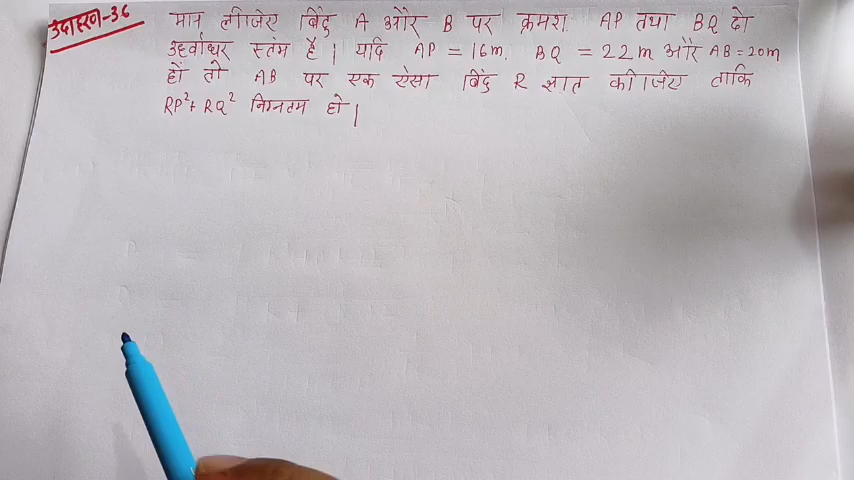 उदाहरण-36
मान लीजिए बिंदु A और B पर क्रमश. AP तथा BQ दो
उर्ध्वाधर स्तंभ है | यदि AP = 16m. BQ = 22m और AB=20m
हों तो AB पर एक ऐसा बिंदु R ज्ञात कीजिए ताकि
RP²+ RQ² निम्नतम हो |